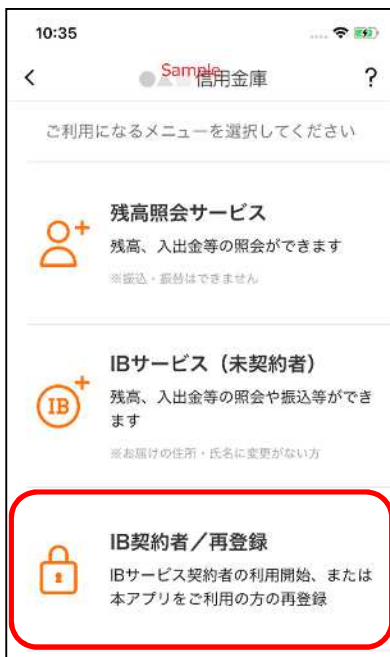 10:35
Sample
信用金庫
?
ご利用になるメニューを選択してください
残高照会サービス
残高、入出金等の照会ができます
※振込・振替はできません
IBサービス（未契約者）
IB
残高、入出金等の照会や振込等ができ
ます
※お届けの住所・氏名に変更がない方
IB契約者／再登録
IBサービス契約者の利用開始、または
本アプリをご利用の方の再登録